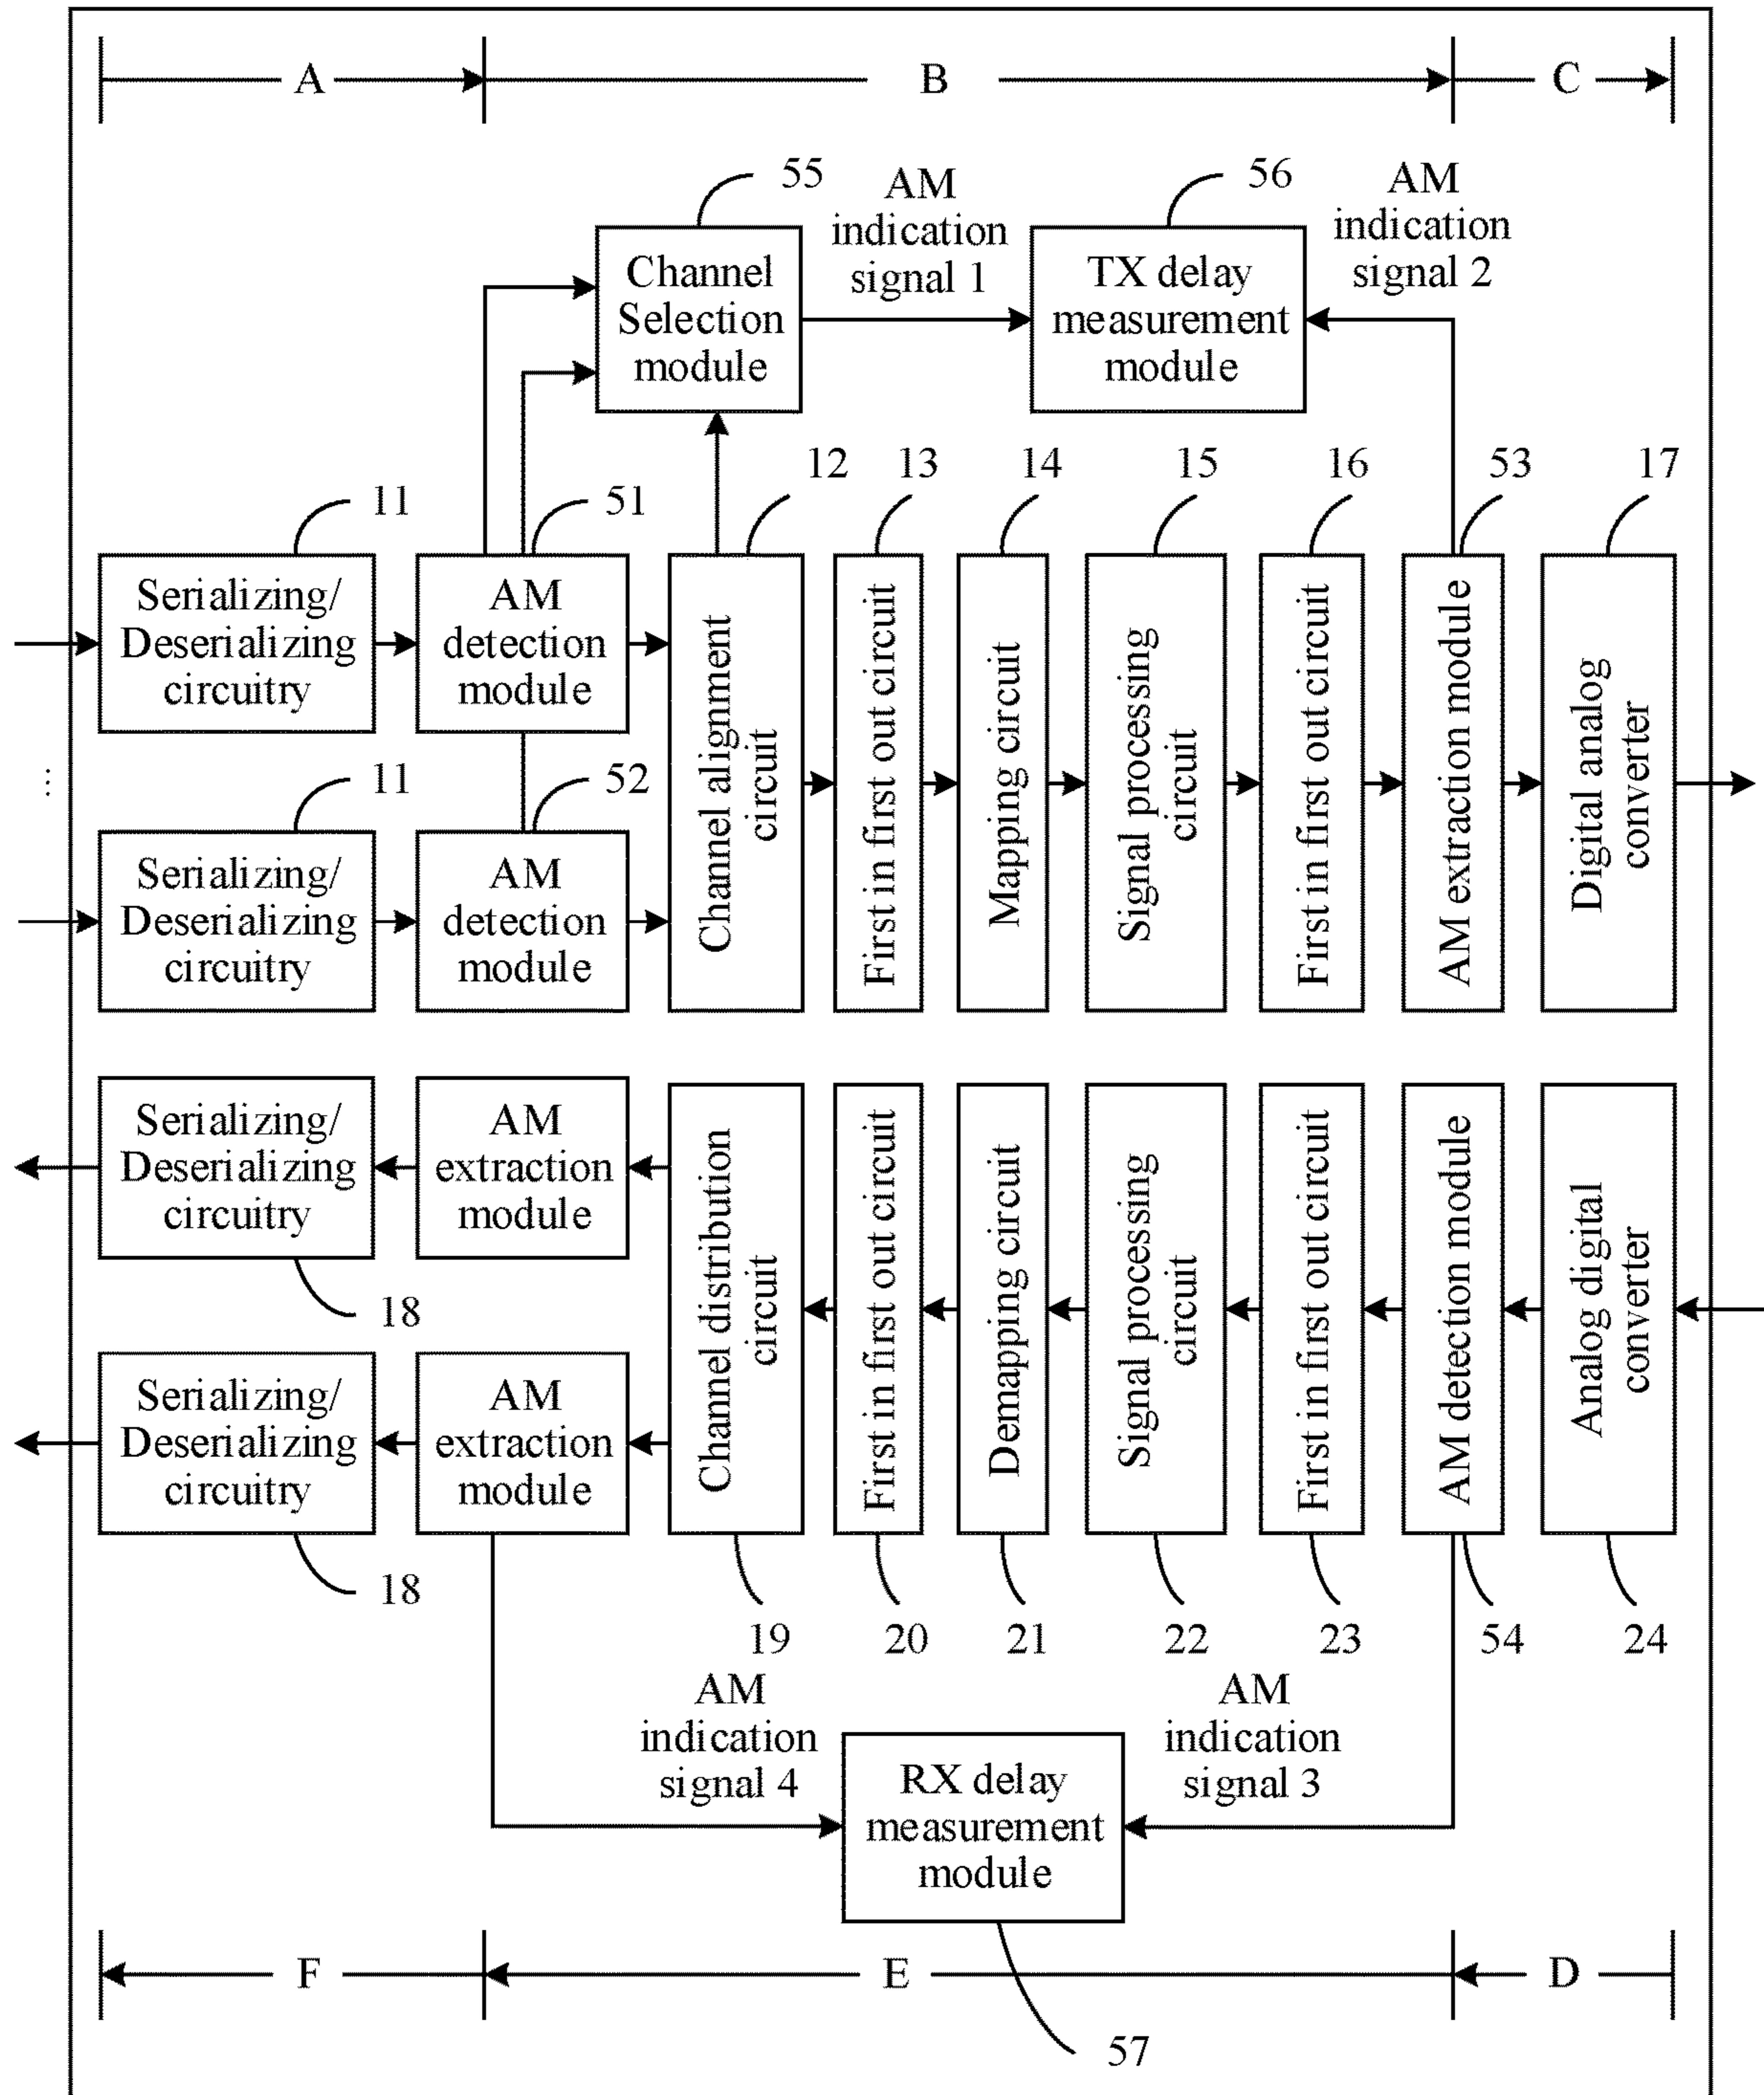 A
B
C
55
AM
indication
signal 1
56
AM
indication
signal 2
Channel
Selection
module
TX delay
measurement
module
11
51
12
13
14
15
16
53
17
Serializing/
Deserializing
circuitry
AM
detection
module
...
11
52
Serializing/
Deserializing
circuitry
AM
detection
module
Channel alignment
circuit
First in first out circuit
Mapping circuit
Signal processing
circuit
First in first out circuit
AM extraction module
Digital analog
converter
Serializing/
Deserializing
circuitry
AM
extraction
module
18
Serializing/
Deserializing
circuitry
AM
extraction
module
18
Channel distribution
circuit
First in first out circuit
Demapping circuit
Signal processing
circuit
First in first out circuit
AM detection module
Analog digital
converter
19
20
21
22
23
54
24
AM
indication
signal 4
RX delay
measurement
module
AM
indication
signal 3
F
E
D
57